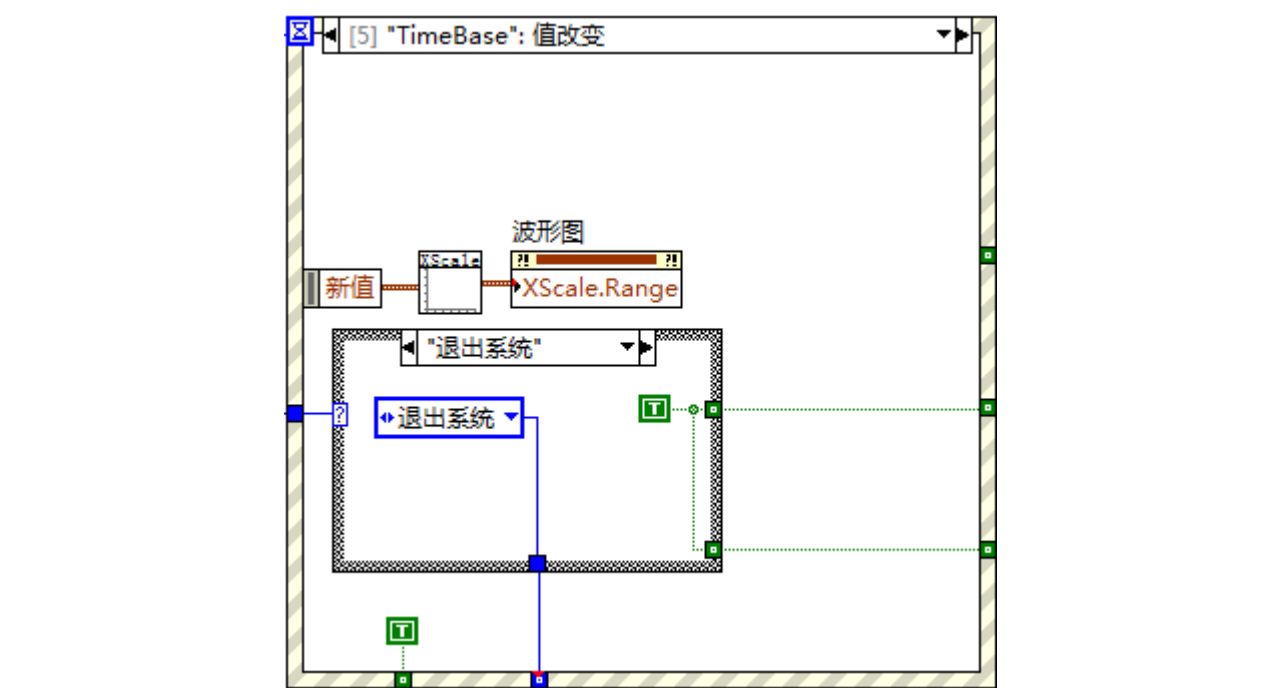 [5] "TimeBase": 值改变
波形图
XScale
?! ?!
新值
XScale.Range
"退出系统"
?
退出系统
T
T